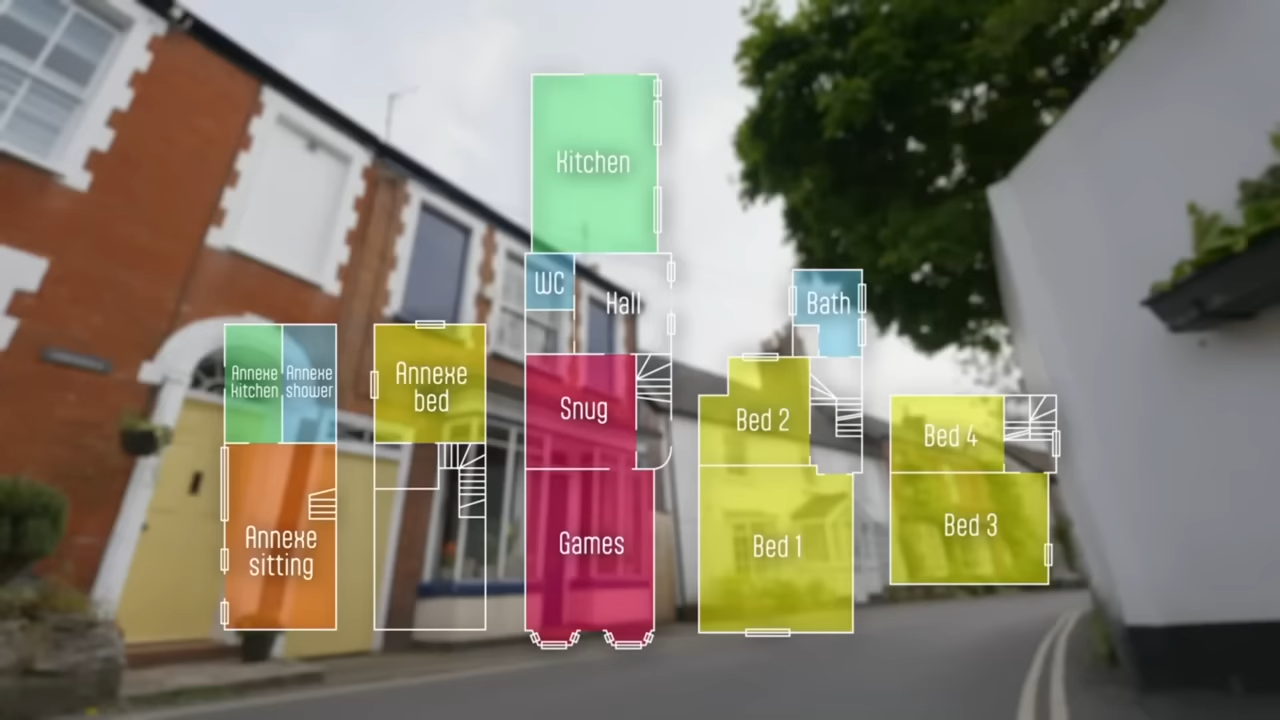 Kitchen
WC
Hall
Bath
Annexe
kitchen
Annexe
shower
Annexe
bed
Snug
Bed 2
Bed 4
Annexe
sitting
Games
Bed 1
Bed 3